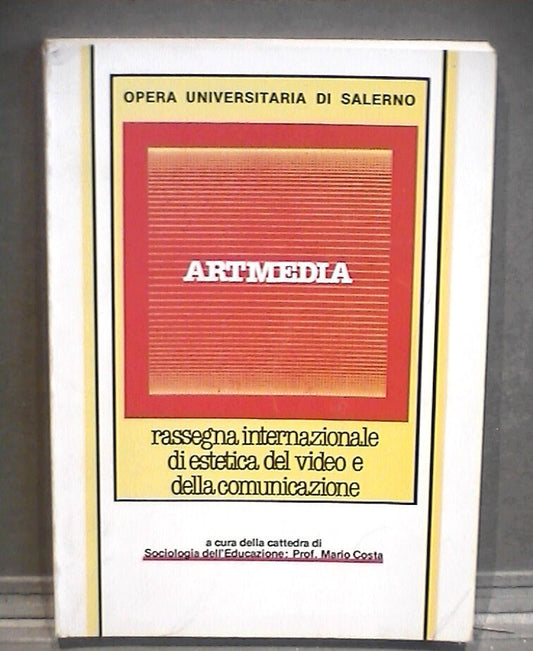 OPERA UNIVERSITARIA DI SALERNO
ARTMEDIA
rassegna internazionale
di estetica del video e
della comunicazione
a cura della cattedra di
Sociologia dell'Educazione: Prof. Mario Costa